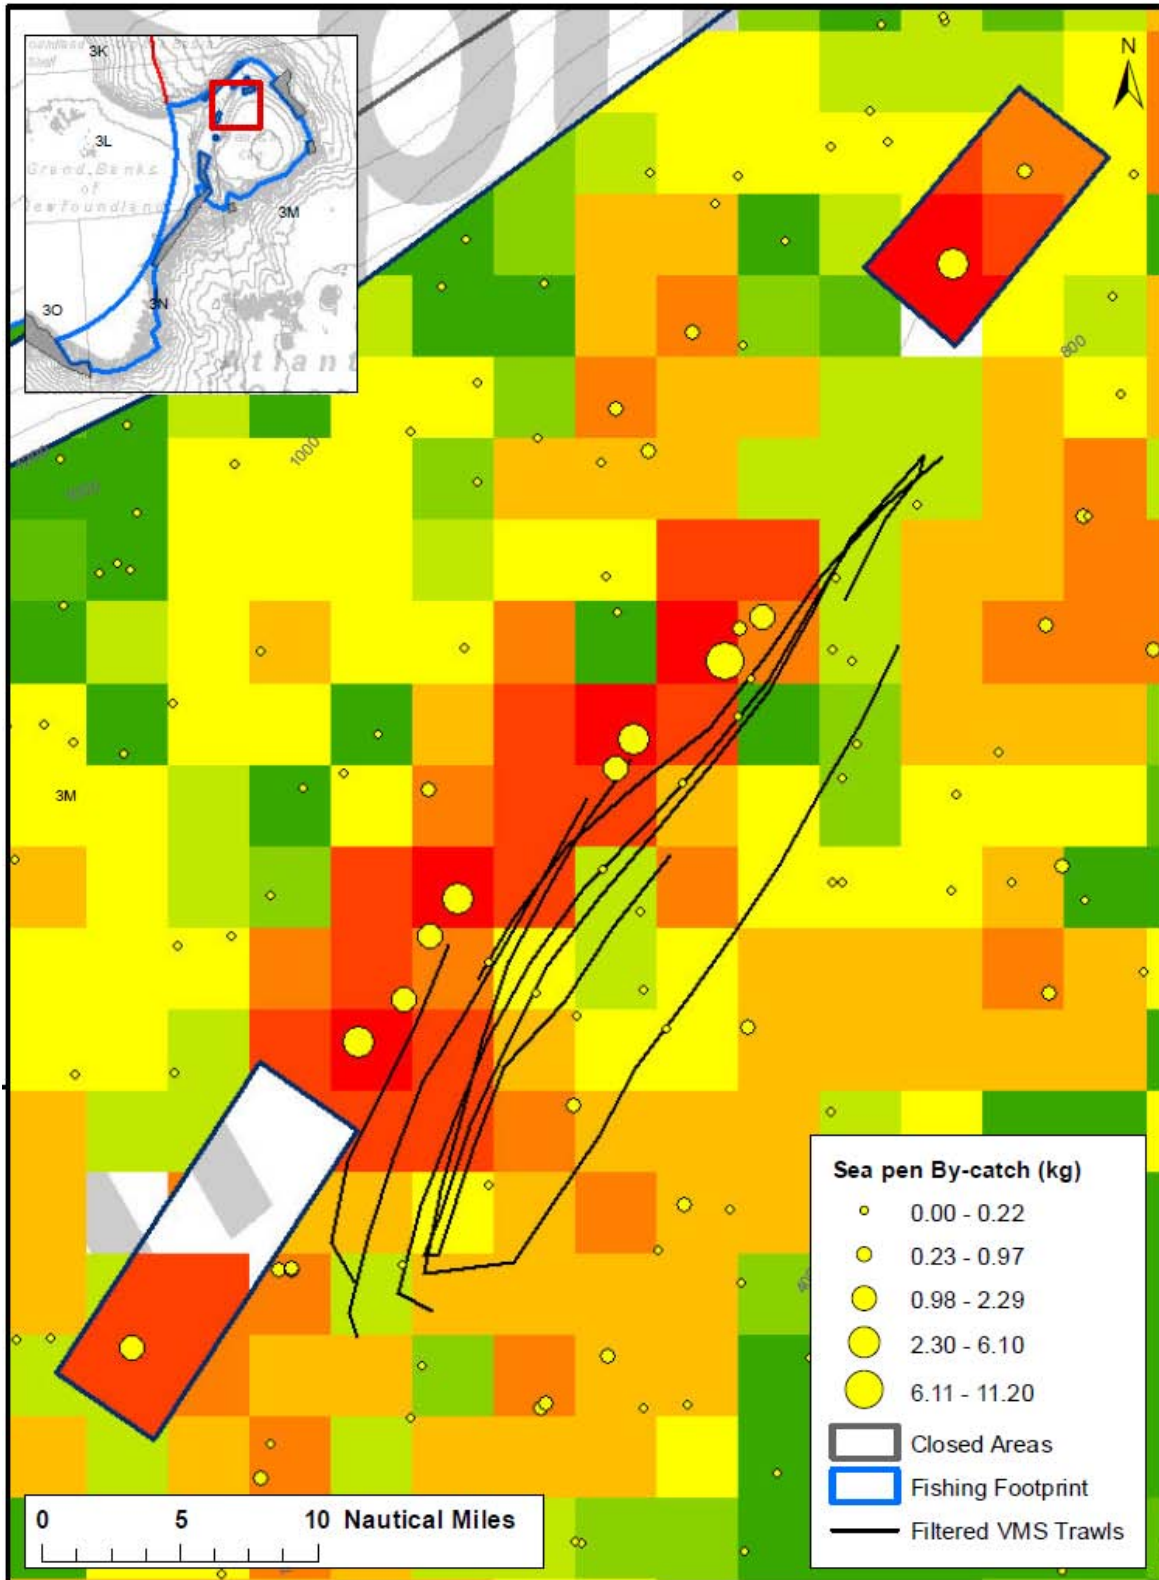 N
3K
3L
Grand Banks
of
Newfoundland
3M
3O
3N
Atlant
800
1000
3M
Sea pen By-catch (kg)
0.00 - 0.22
0.23 - 0.97
0.98 - 2.29
2.30 - 6.10
6.11 - 11.20
Closed Areas
Fishing Footprint
Filtered VMS Trawls
0 5 10 Nautical Miles